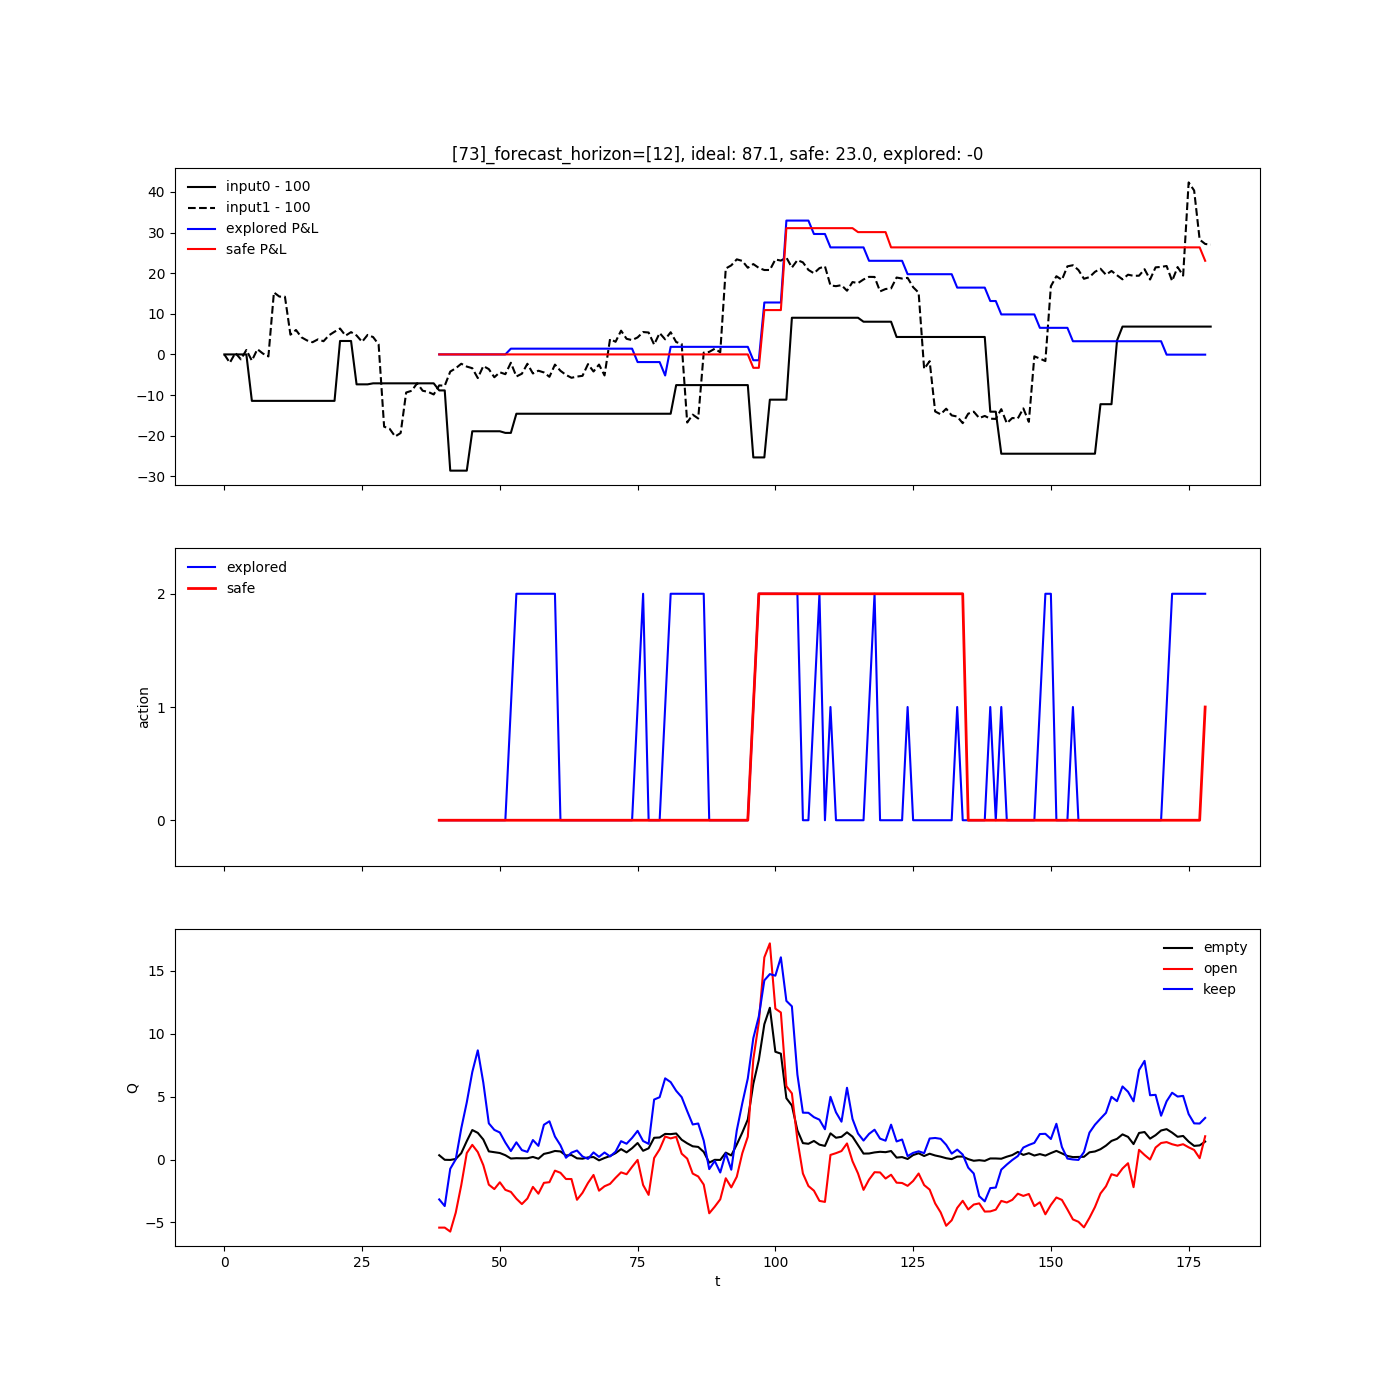 [73]_forecast_horizon=[12], ideal: 87.1, safe: 23.0, explored: -0
input0 - 100
input1 - 100
explored P&L
safe P&L
40
30
20
10
0
−10
−20
−30
explored
safe
2
1
0
action
empty
open
keep
15
10
5
0
−5
Q
0 25 50 75 100 125 150 175
t